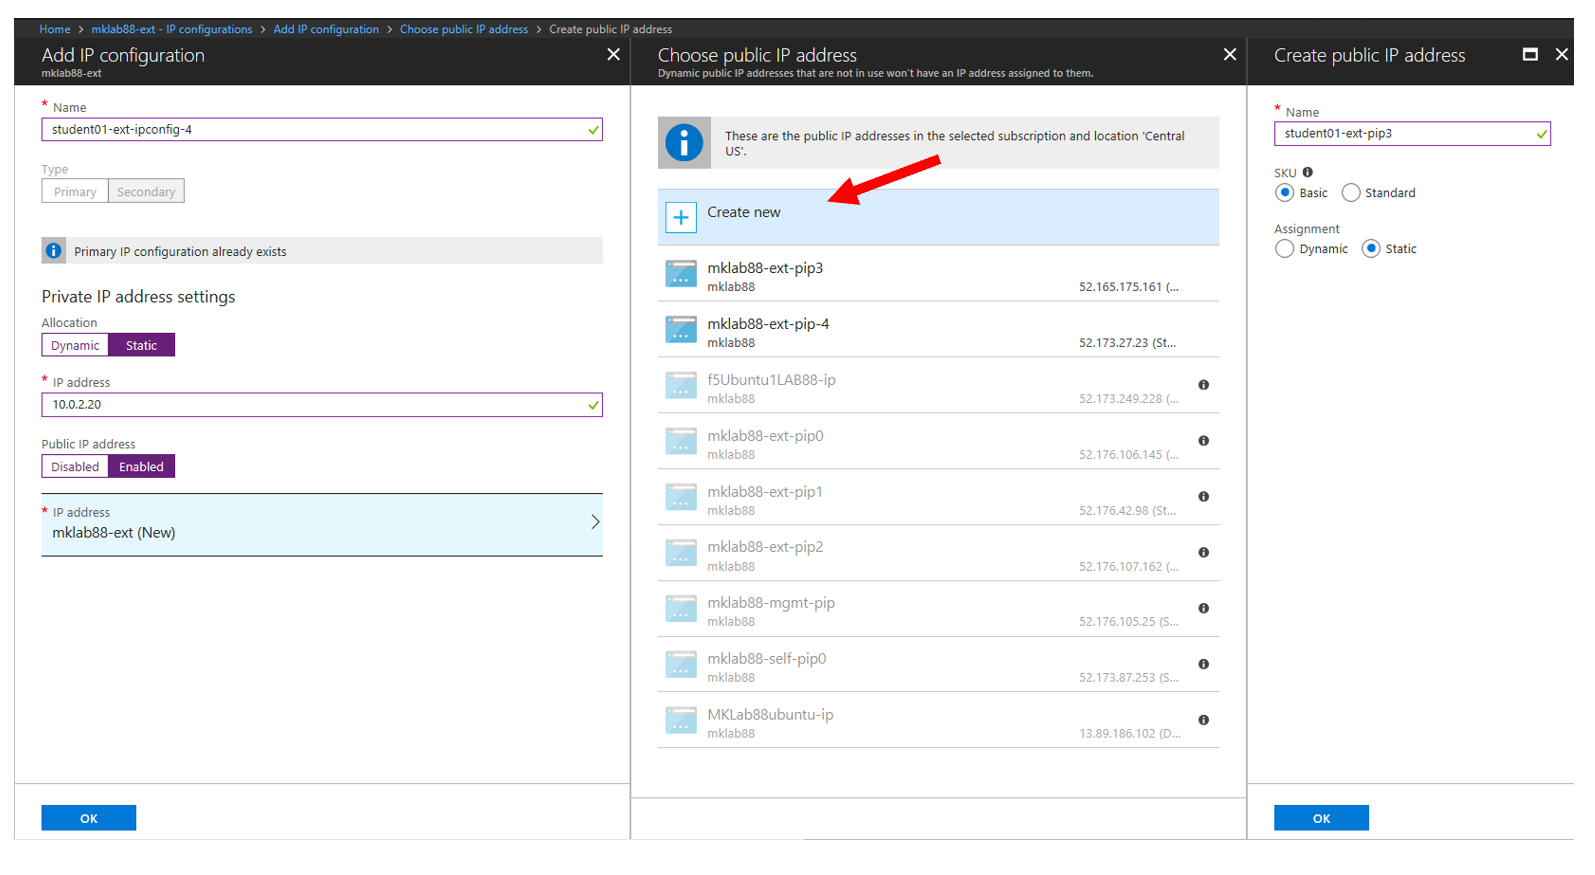 Home > mklab88-ext - IP configurations > Add IP configuration > Choose public IP address > Create public IP address
Add IP configuration
mklab88-ext
* Name
student01-ext-ipconfig-4
Type
Primary Secondary
Primary IP configuration already exists
Private IP address settings
Allocation
Dynamic Static
* IP address
10.0.2.20
Public IP address
Disabled Enabled
* IP address
mklab88-ext (New)
OK
Choose public IP address
Dynamic public IP addresses that are not in use won't have an IP address assigned to them.
These are the public IP addresses in the selected subscription and location 'Central
US'.
Create new
mklab88-ext-pip3
mklab88 52.165.175.161 (...
mklab88-ext-pip-4
mklab88 52.173.27.23 (St...
f5Ubuntu1LAB88-ip
mklab88 52.173.249.228 (...
mklab88-ext-pip0
mklab88 52.176.106.145 (...
mklab88-ext-pip1
mklab88 52.176.42.98 (St...
mklab88-ext-pip2
mklab88 52.176.107.162 (...
mklab88-mgmt-pip
mklab88 52.176.105.25 (S...
mklab88-self-pip0
mklab88 52.173.87.253 (S...
MKLab88ubuntu-ip
mklab88 13.89.186.102 (D...
Create public IP address
* Name
student01-ext-pip3
SKU
Basic Standard
Assignment
Dynamic Static
OK